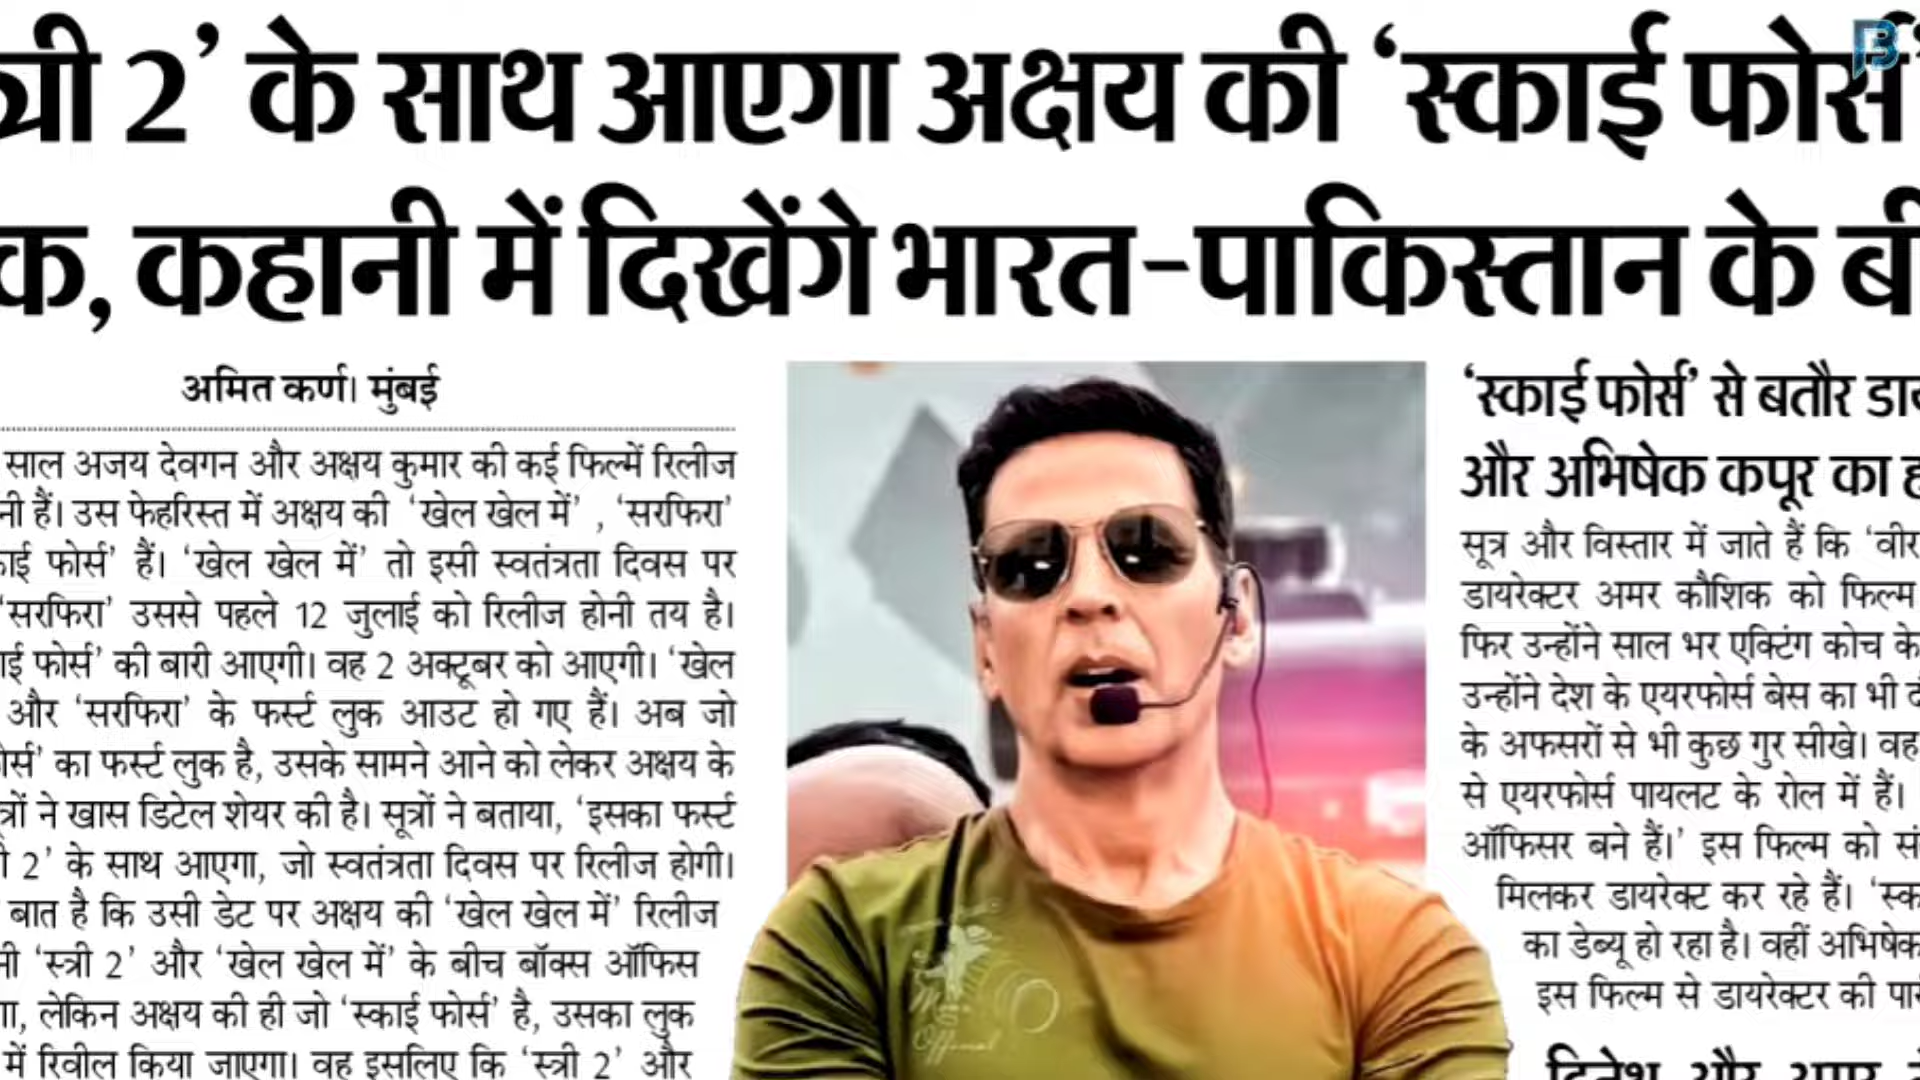 स्त्री 2’ के साथ आएगा अक्षय की ‘स्काई फोर्स’
क, कहानी में दिखेंगे भारत-पाकिस्तान के बी
अमित कर्ण। मुंबई
साल अजय देवगन और अक्षय कुमार की कई फिल्में रिलीज
नी हैं। उस फेहरिस्त में अक्षय की ‘खेल खेल में’ , ‘सरफिरा’
काई फोर्स’ हैं। ‘खेल खेल में’ तो इसी स्वतंत्रता दिवस पर
‘सरफिरा’ उससे पहले 12 जुलाई को रिलीज होनी तय है।
ाई फोर्स’ की बारी आएगी। वह 2 अक्टूबर को आएगी। ‘खेल
और ‘सरफिरा’ के फर्स्ट लुक आउट हो गए हैं। अब जो
ोर्स’ का फर्स्ट लुक है, उसके सामने आने को लेकर अक्षय के
त्रों ने खास डिटेल शेयर की है। सूत्रों ने बताया, ‘इसका फर्स्ट
ी 2’ के साथ आएगा, जो स्वतंत्रता दिवस पर रिलीज होगी।
बात है कि उसी डेट पर अक्षय की ‘खेल खेल में’ रिलीज
नी ‘स्त्री 2’ और ‘खेल खेल में’ के बीच बॉक्स ऑफिस
गा, लेकिन अक्षय की ही जो ‘स्काई फोर्स’ है, उसका लुक
में रिवील किया जाएगा। वह इसलिए कि ‘स्त्री 2’ और
‘स्काई फोर्स’ से बतौर डाय
और अभिषेक कपूर का ह
सूत्र और विस्तार में जाते हैं कि ‘वीर
डायरेक्टर अमर कौशिक को फिल्म
फिर उन्होंने साल भर एक्टिंग कोच के
उन्होंने देश के एयरफोर्स बेस का भी द
के अफसरों से भी कुछ गुर सीखे। वह
से एयरफोर्स पायलट के रोल में हैं।
ऑफिसर बने हैं।’ इस फिल्म को सं
मिलकर डायरेक्ट कर रहे हैं। ‘स्क
का डेब्यू हो रहा है। वहीं अभिषेक
इस फिल्म से डायरेक्टर की पा
दिनेश और अमर ने